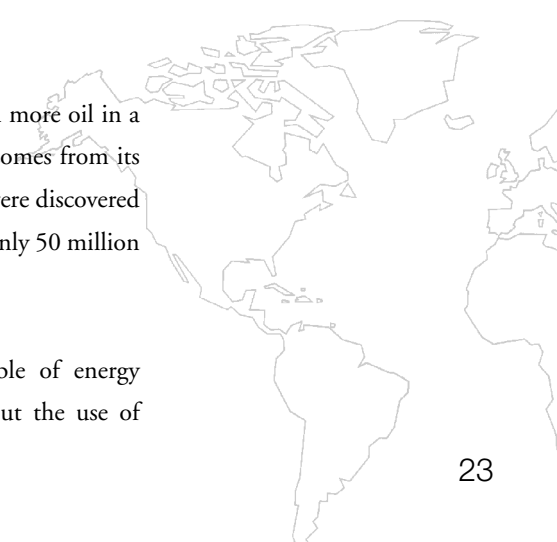 more oil in a
omes from its
ere discovered
nly 50 million
ble of energy
ut the use of
23